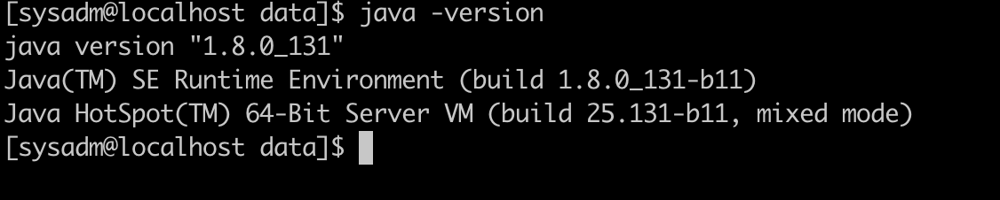 [sysadm@localhost data]$ java -version
java version "1.8.0_131"
Java(TM) SE Runtime Environment (build 1.8.0_131-b11)
Java HotSpot(TM) 64-Bit Server VM (build 25.131-b11, mixed mode)
[sysadm@localhost data]$